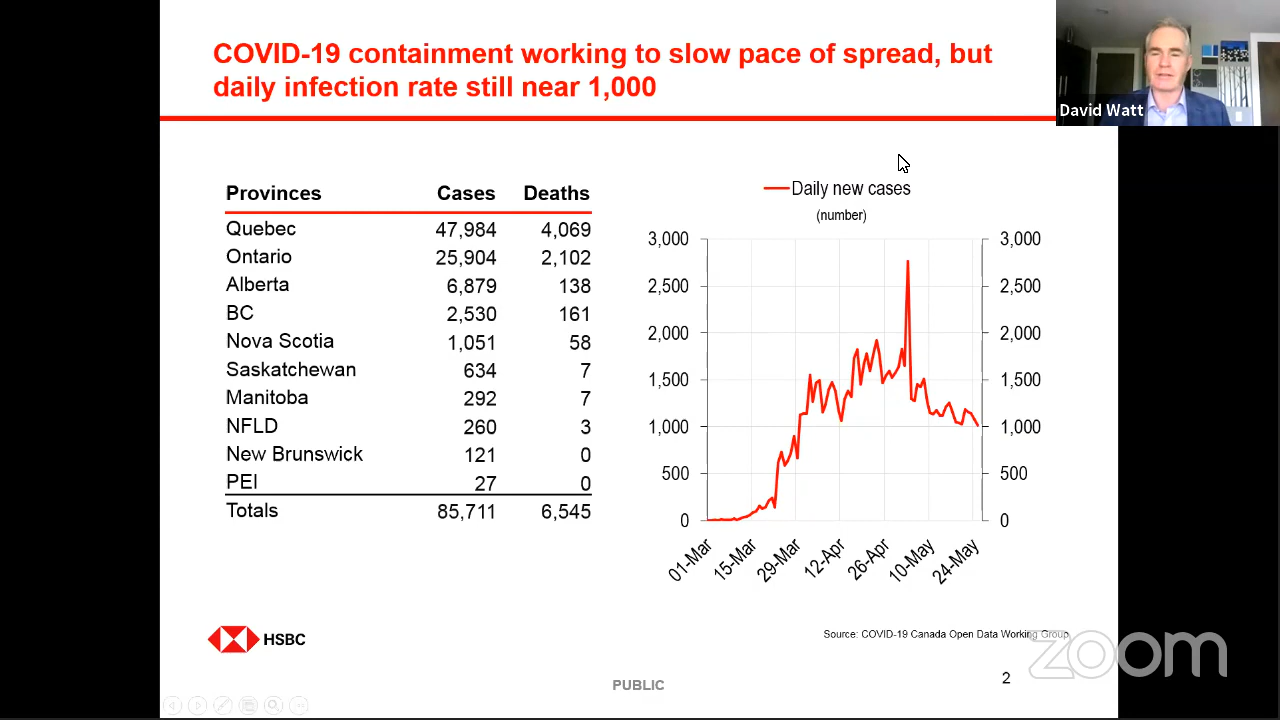 COVID-19 containment working to slow pace of spread, but
daily infection rate still near 1,000
David Watt
Provinces Cases Deaths
Quebec 47,984 4,069
Ontario 25,904 2,102
Alberta 6,879 138
BC 2,530 161
Nova Scotia 1,051 58
Saskatchewan 634 7
Manitoba 292 7
NFLD 260 3
New Brunswick 121 0
PEI 27 0
Totals 85,711 6,545
Daily new cases
(number)
3,000 3,000
2,500 2,500
2,000 2,000
1,500 1,500
1,000 1,000
500 500
0 0
01-Mar 15-Mar 29-Mar 12-Apr 26-Apr 10-May 24-May
Source: COVID-19 Canada Open Data Working Group
HSBC
zoom
2
PUBLIC